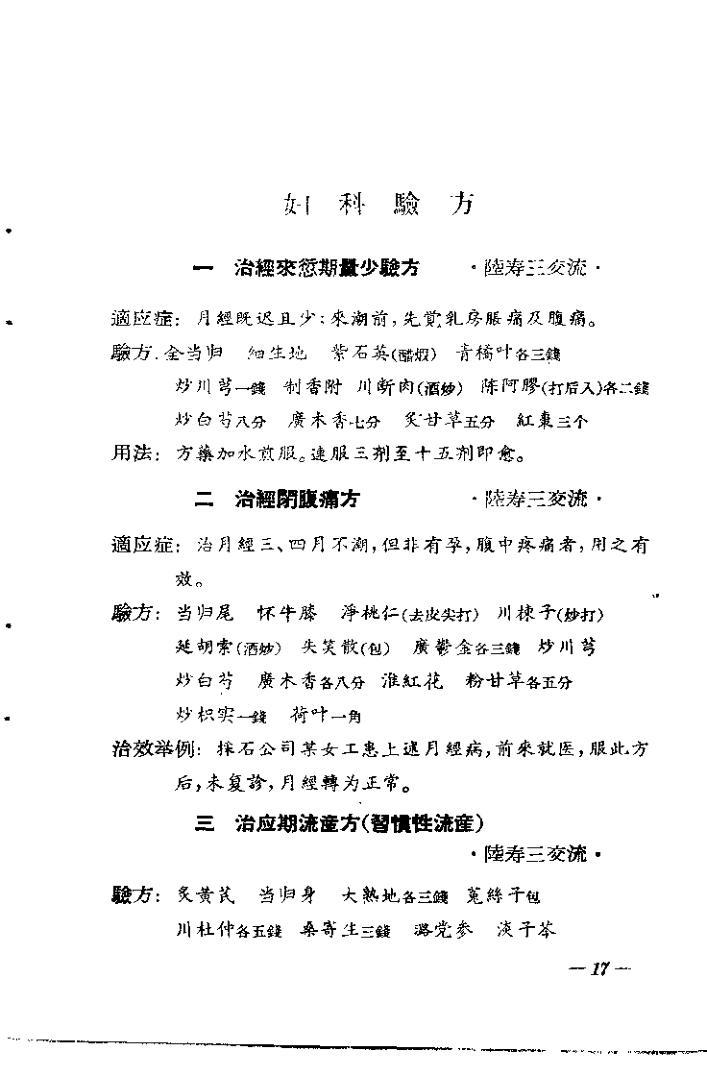 妇科驗方
一　治經來愆期量少驗方　·陸寿三交流·
適应症：月經既迟且少；來潮前，先覚乳房脹痛及腹痛。
驗方：全当归　細生地　紫石英(醋煅)　青橘叶各三錢
炒川芎一錢　制香附　川断肉(酒炒)　陈阿膠(打后入)各二錢
炒白芍八分　廣木香七分　炙甘草五分　紅棗三个
用法：方藥加水煎服。連服三剂至十五剂即愈。
二　治經閉腹痛方　·陸寿三交流·
適应症：治月經三、四月不潮，但非有孕，腹中疼痛者，用之有
效。
驗方：当归尾　怀牛膝　淨桃仁(去皮尖打)　川楝子(炒打)
延胡索(酒炒)　失笑散(包)　廣鬱金各三錢　炒川芎
炒白芍　廣木香各八分　淮紅花　粉甘草各五分
炒枳实一錢　荷叶一角
治效举例：採石公司某女工患上述月經病，前來就医，服此方
后，未复診，月經轉为正常。
三　治应期流産方(習慣性流産)
·陸寿三交流·
驗方：炙黃芪　当归身　大熟地各三錢　菟絲子包
川杜仲各五錢　桑寄生三錢　潞党参　淡子芩
—17—